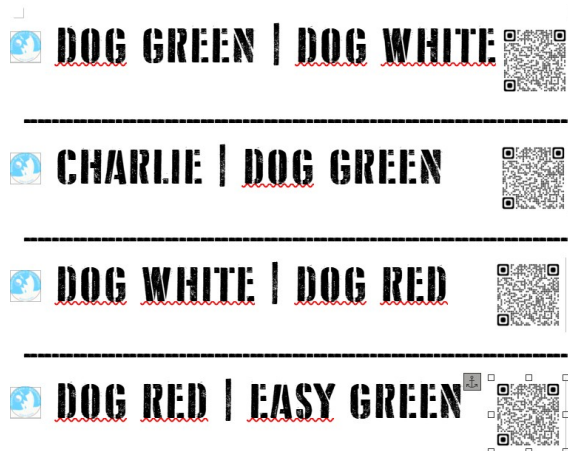 DOG GREEN | DOG WHITE
CHARLIE | DOG GREEN
DOG WHITE | DOG RED
DOG RED | EASY GREEN